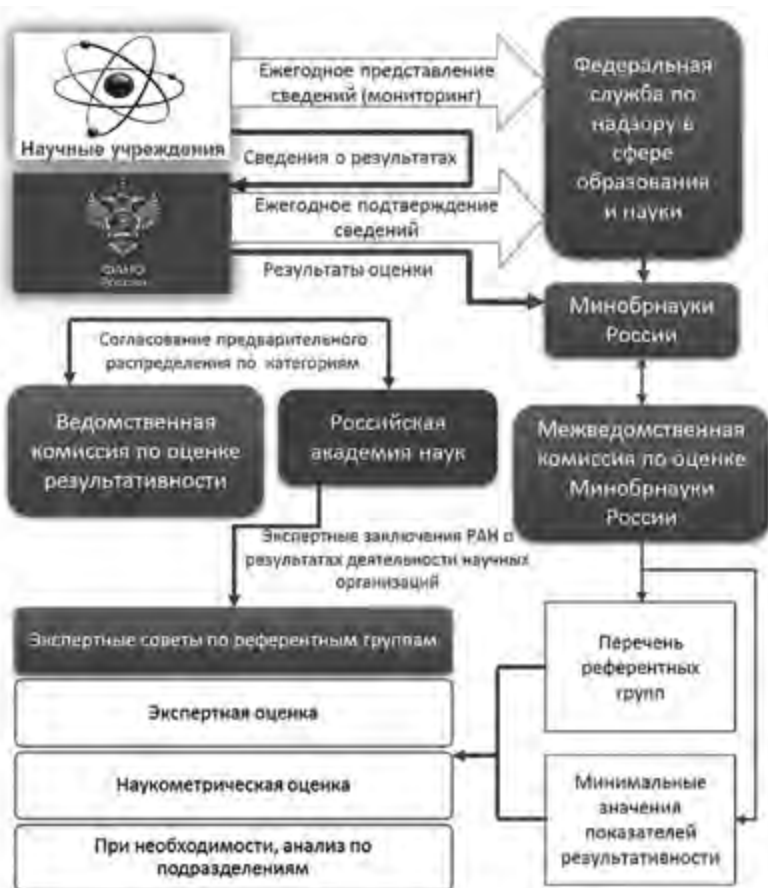 Ежегодное представление
сведений (мониторинг)
Научные учреждения
Федеральная
служба по
надзору в
сфере
образования
и науки
Сведения о результатах
ФАНО
России
Ежегодное подтверждение
сведений
Результаты оценки
Минобрнауки
России
Согласование предварительного
распределения по категориям
Ведомственная
комиссия по оценке
результативности
Российская
академия наук
Межведомственная
комиссия по оценке
Минобрнауки
России
Экспертные заключения РАН о
результатах деятельности научных
организаций
Экспертные советы по референтным группам
Экспертная оценка
Наукометрическая оценка
При необходимости, анализ по
подразделениям
Перечень
референтных
групп
Минимальные
значения
показателей
результативности